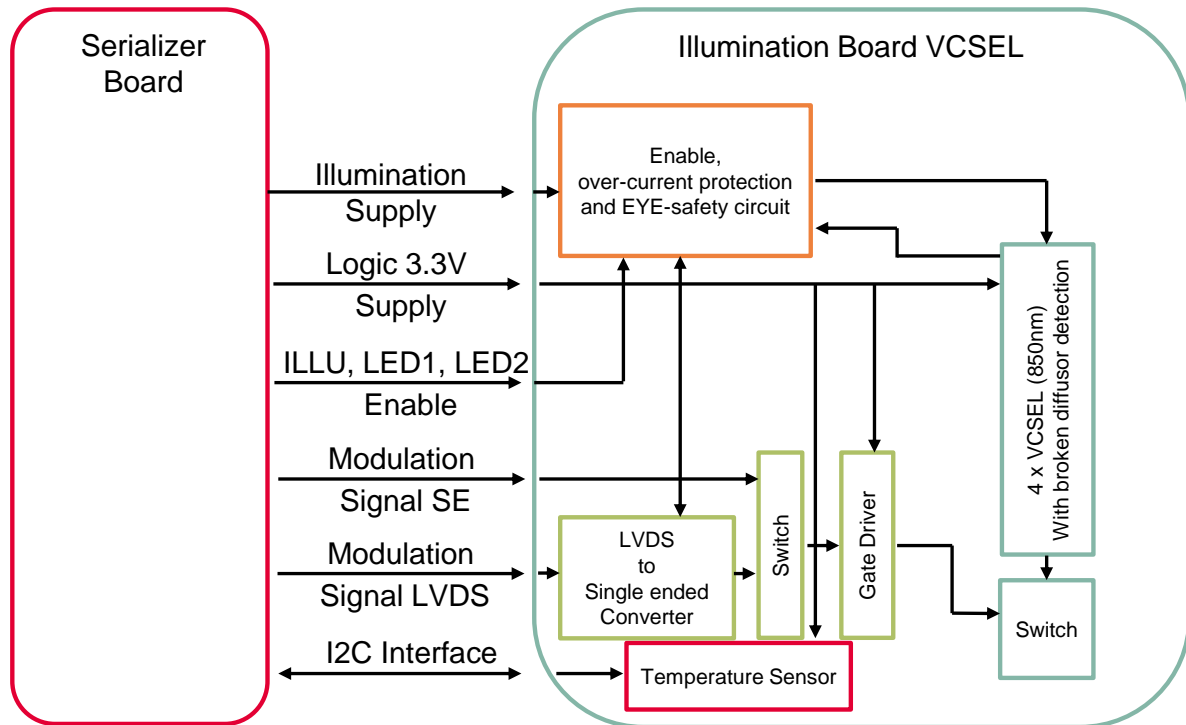 Serializer
Board
Illumination Board VCSEL
Illumination
Supply
Enable,
over-current protection
and EYE-safety circuit
Logic 3.3V
Supply
ILLU, LED1, LED2
Enable
4 x VCSEL (850nm)
With broken diffusor detection
Modulation
Signal SE
Switch
Gate Driver
Modulation
Signal LVDS
LVDS
to
Single ended
Converter
Switch
I2C Interface
Temperature Sensor